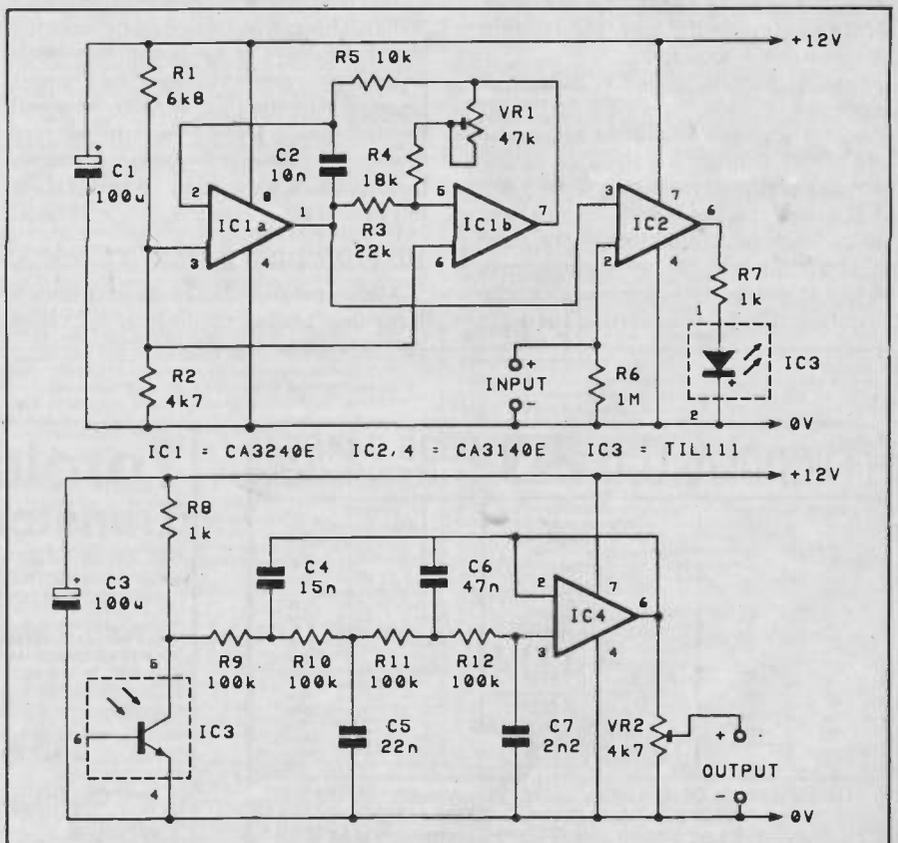 +12V
R1
6k8
R5 10k
VR1
47k
C1
100u
+
C2
10n
R4
18k
R3
22k
2
3
8
4
1
IC1a
5
6
7
IC1b
3
2
7
4
6
IC2
R7
1k
1
2
IC3
R2
4k7
+
INPUT
-
R6
1M
0V
IC1 = CA3240E IC2,4 = CA3140E IC3 = TIL111
+12V
R8
1k
C3
100u
+
C4
15n
C6
47n
2
3
7
4
6
IC4
R9
100k
R10
100k
R11
100k
R12
100k
5
6
4
IC3
C5
22n
C7
2n2
VR2
4k7
+
OUTPUT
-
0V